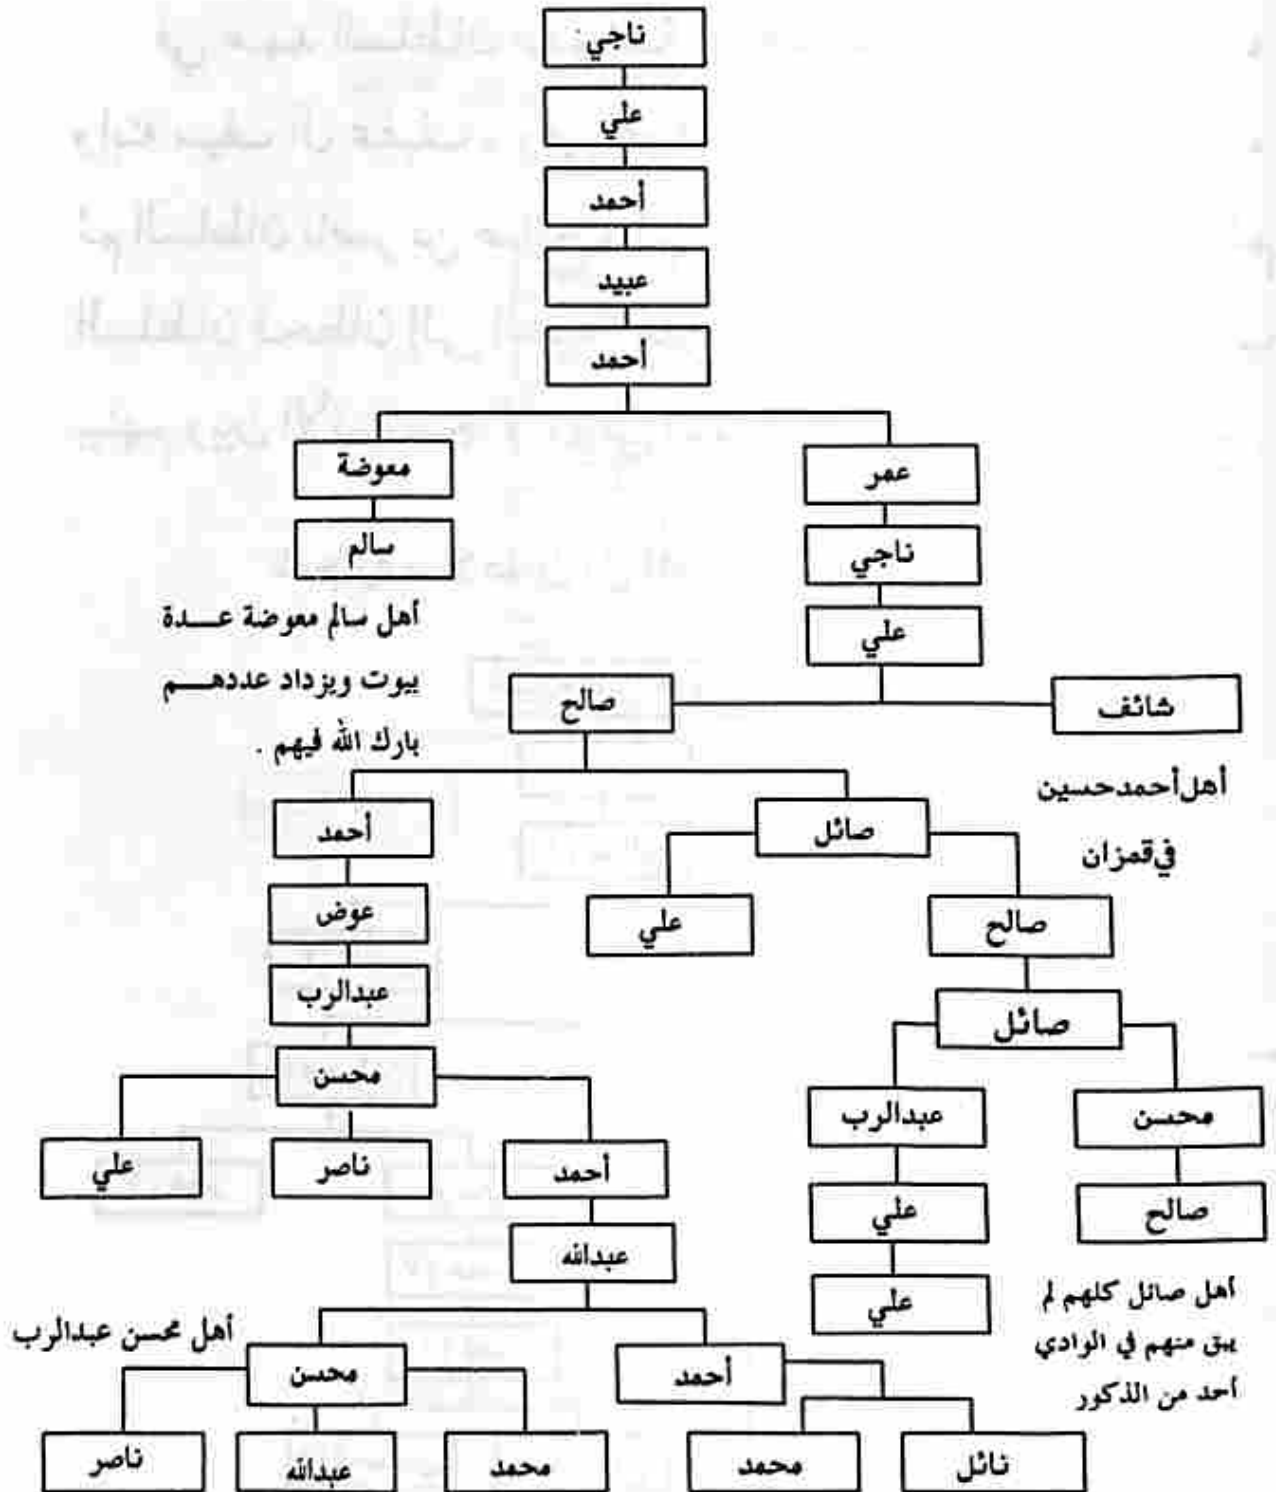 ناجي
علي
أحمد
عبيد
أحمد
عمر
معوضة
ناجي
سالم
علي
أهل سالم معوضة عدة
بيوت ويزداد عددهم
بارك الله فيهم .
شائف
صالح
أهل أحمد حسين
في قمزان
صائل
أحمد
صالح
علي
عوض
صائل
عبدالرب
محسن
محسن
عبدالرب
أحمد
ناصر
علي
صالح
علي
عبدالله
علي
أهل صائل كلهم لم
يبق منهم في الوادي
أحد من الذكور
أهل محسن عبدالرب
أحمد
محسن
نائل
محمد
محمد
عبدالله
ناصر